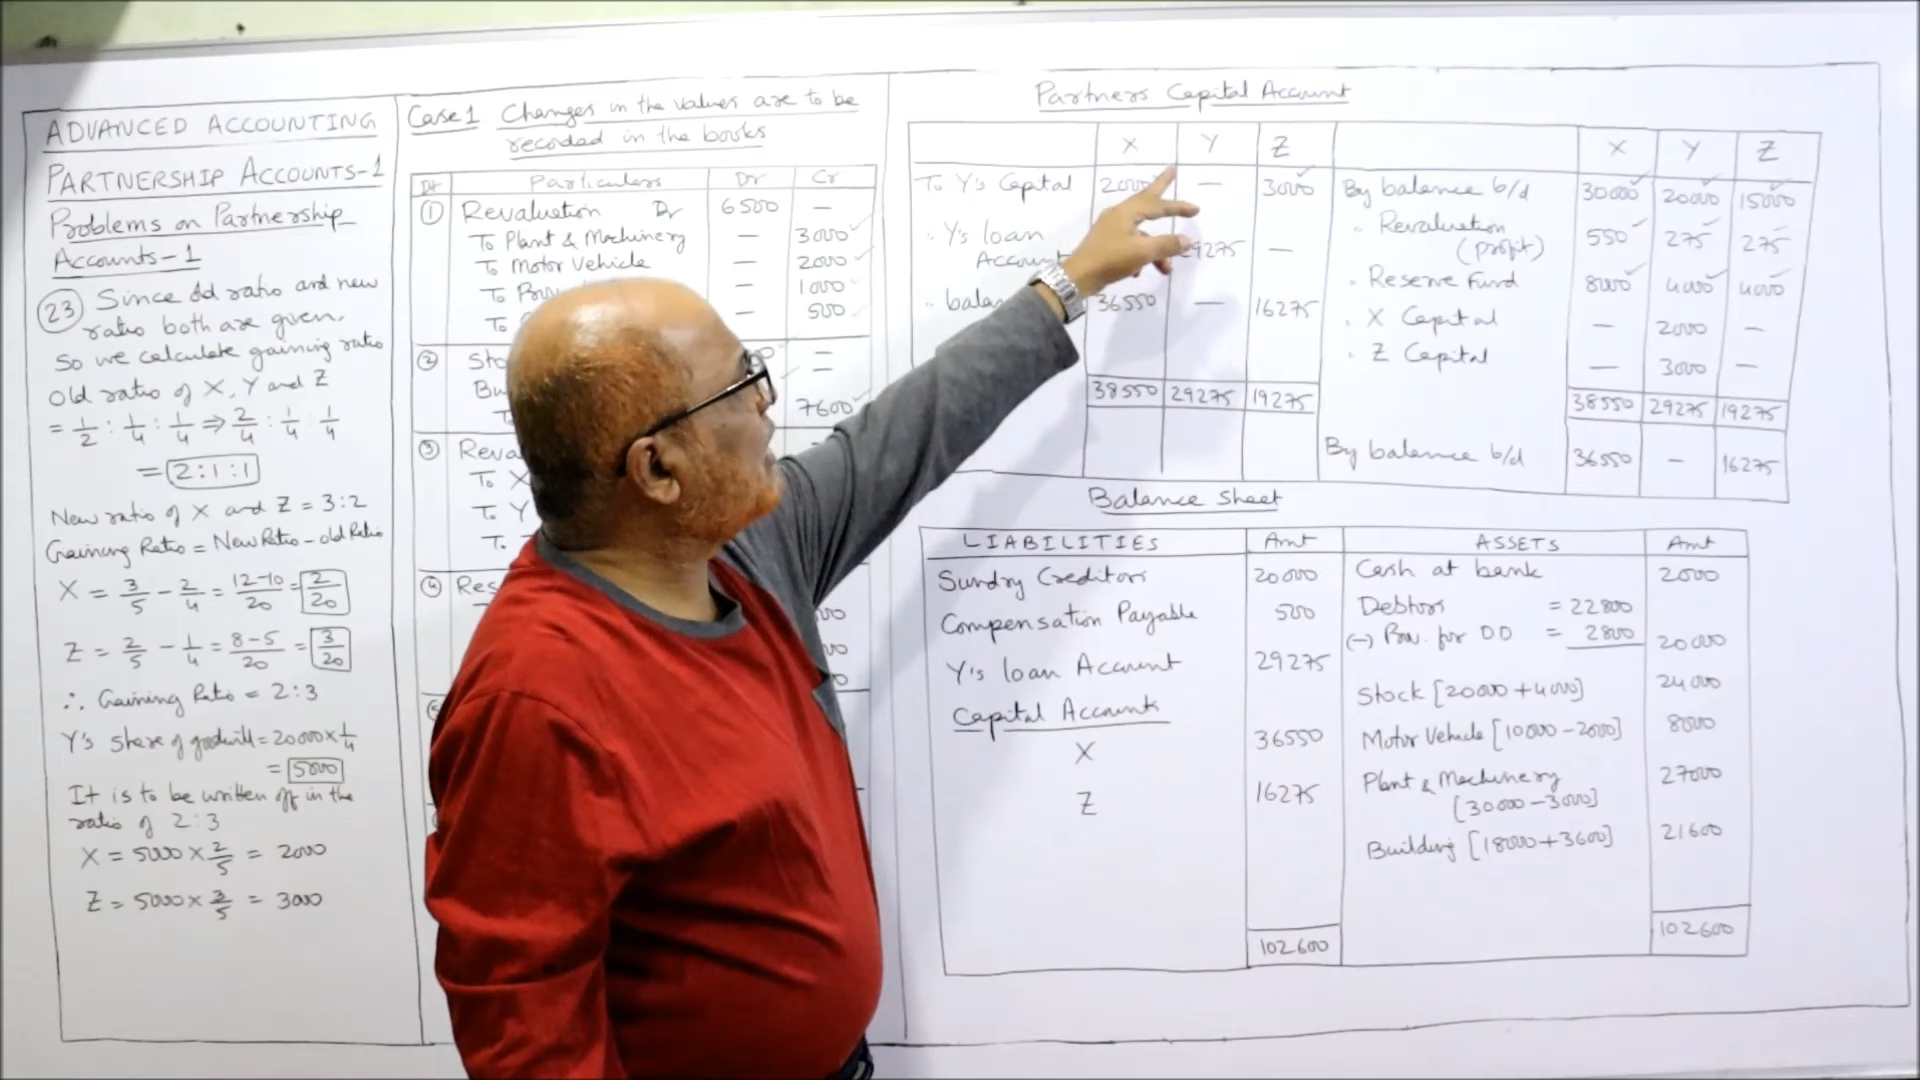 ADVANCED ACCOUNTING
PARTNERSHIP ACCOUNTS-1
Problems on Partnership
Accounts-1
(23) Since old ratio and new
ratio both are given.
So we calculate gaining ratio
Old ratio of X, Y and Z
= 1/2 : 1/4 : 1/4 ⇒ 2/4 : 1/4 : 1/4
= 2:1:1
New ratio of X and Z = 3:2
Gaining Ratio = New Ratio - old Ratio
X = 3/5 - 2/4 = 12-10/20 = 2/20
Z = 2/5 - 1/4 = 8-5/20 = 3/20
∴ Gaining Ratio = 2:3
Y's share of goodwill = 20000 x 1/4
= 5000
It is to be written off in the
ratio of 2:3
X = 5000 x 2/5 = 2000
Z = 5000 x 3/5 = 3000
Case 1 Changes in the values are to be
recorded in the books
Particulars Dr Cr
① Revaluation Dr 6500 —
To Plant & Machinery — 3000
To Motor Vehicle — 2000
To — 1000
To — 500
② —
7600
③
To X
To Y
④
Partners Capital Account
X Y Z X Y Z
To Y's Capital 2000 — 3000 By balance b/d 30000 20000 15000
" Y's loan Account 29275 — " Revaluation (profit) 550 275 275
36550 — 16275 " Reserve Fund 8000 4000 4000
" X Capital — 2000 —
" Z Capital — 3000 —
38550 29275 19275 38550 29275 19275
By balance b/d 36550 — 16275
Balance Sheet
LIABILITIES Amt ASSETS Amt
Sundry Creditors 20000 Cash at bank 2000
Compensation Payable 500 Debtors = 22800
(-) Prov. for DD = 2800 20000
Y's loan Account 29275 Stock [20000 + 4000] 24000
Capital Accounts
X 36550 Motor Vehicle [10000 - 2000] 8000
Z 16275 Plant & Machinery [30000 - 3000] 27000
Building [18000 + 3600] 21600
102600 102600